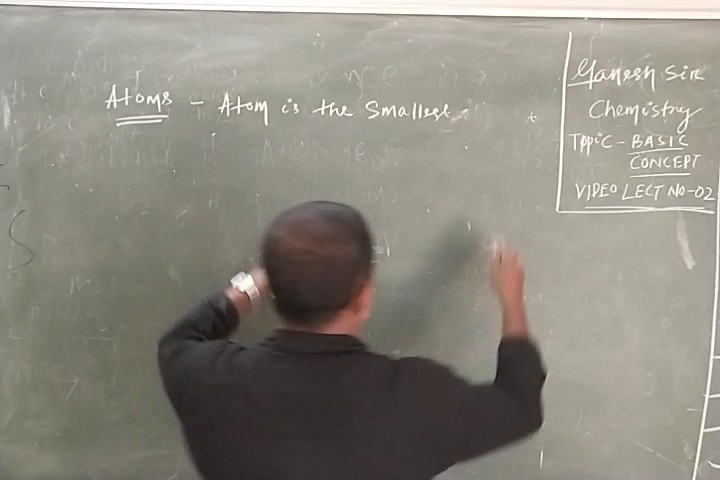 Atoms - Atom is the Smallest
Ganesh Sir
Chemistry
Topic - BASIC
CONCEPT
VIDEO LECT NO-02